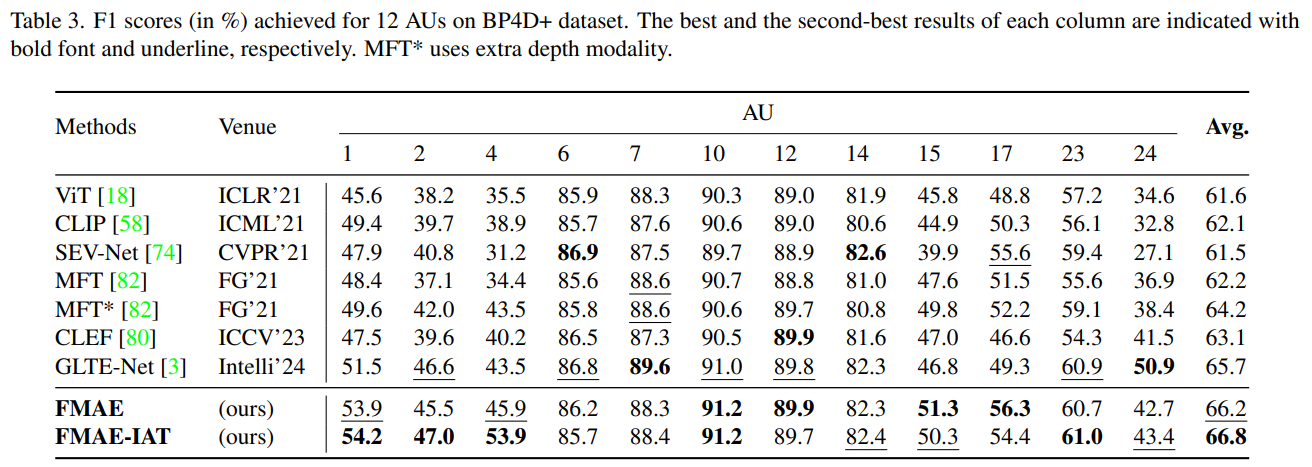 Table 3. F1 scores (in %) achieved for 12 AUs on BP4D+ dataset. The best and the second-best results of each column are indicated with
bold font and underline, respectively. MFT* uses extra depth modality.
Methods Venue AU Avg.
1 2 4 6 7 10 12 14 15 17 23 24
ViT [18] ICLR'21 45.6 38.2 35.5 85.9 88.3 90.3 89.0 81.9 45.8 48.8 57.2 34.6 61.6
CLIP [58] ICML'21 49.4 39.7 38.9 85.7 87.6 90.6 89.0 80.6 44.9 50.3 56.1 32.8 62.1
SEV-Net [74] CVPR'21 47.9 40.8 31.2 86.9 87.5 89.7 88.9 82.6 39.9 55.6 59.4 27.1 61.5
MFT [82] FG'21 48.4 37.1 34.4 85.6 88.6 90.7 88.8 81.0 47.6 51.5 55.6 36.9 62.2
MFT* [82] FG'21 49.6 42.0 43.5 85.8 88.6 90.6 89.7 80.8 49.8 52.2 59.1 38.4 64.2
CLEF [80] ICCV'23 47.5 39.6 40.2 86.5 87.3 90.5 89.9 81.6 47.0 46.6 54.3 41.5 63.1
GLTE-Net [3] Intelli'24 51.5 46.6 43.5 86.8 89.6 91.0 89.8 82.3 46.8 49.3 60.9 50.9 65.7
FMAE (ours) 53.9 45.5 45.9 86.2 88.3 91.2 89.9 82.3 51.3 56.3 60.7 42.7 66.2
FMAE-IAT (ours) 54.2 47.0 53.9 85.7 88.4 91.2 89.7 82.4 50.3 54.4 61.0 43.4 66.8